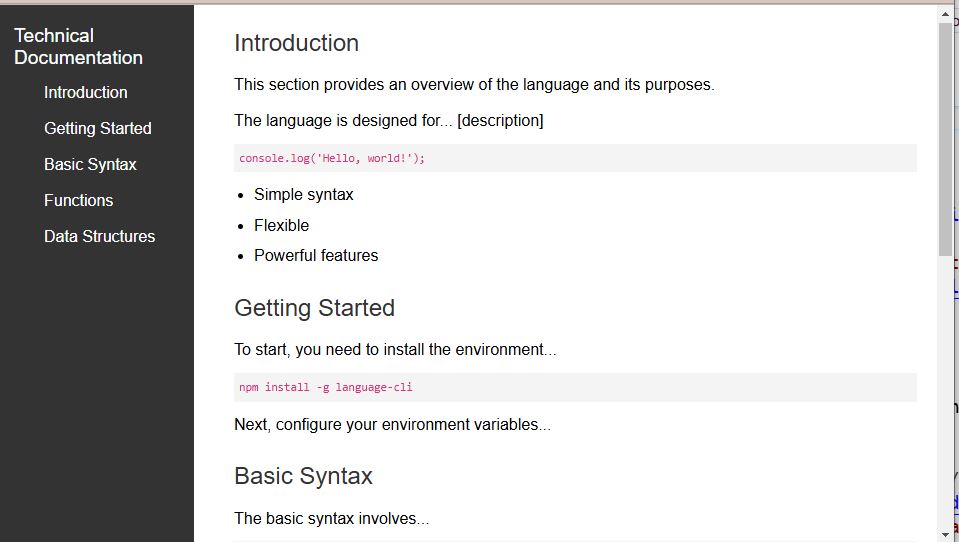 Technical
Documentation
Introduction
Getting Started
Basic Syntax
Functions
Data Structures
Introduction
This section provides an overview of the language and its purposes.
The language is designed for... [description]
console.log('Hello, world!');
Simple syntax
Flexible
Powerful features
Getting Started
To start, you need to install the environment...
npm install -g language-cli
Next, configure your environment variables...
Basic Syntax
The basic syntax involves...